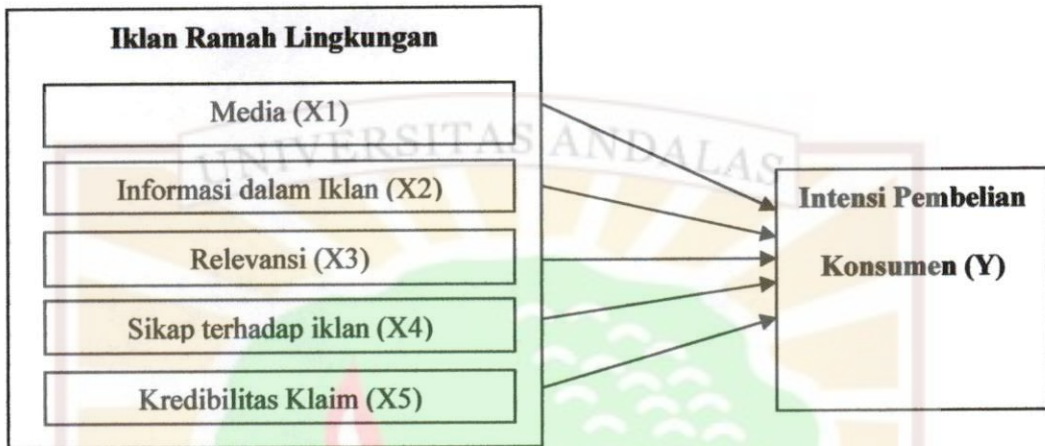 Iklan Ramah Lingkungan
Media (X1)
Informasi dalam Iklan (X2)
Relevansi (X3)
Sikap terhadap iklan (X4)
Kredibilitas Klaim (X5)
Intensi Pembelian
Konsumen (Y)
UNIVERSITAS ANDALAS